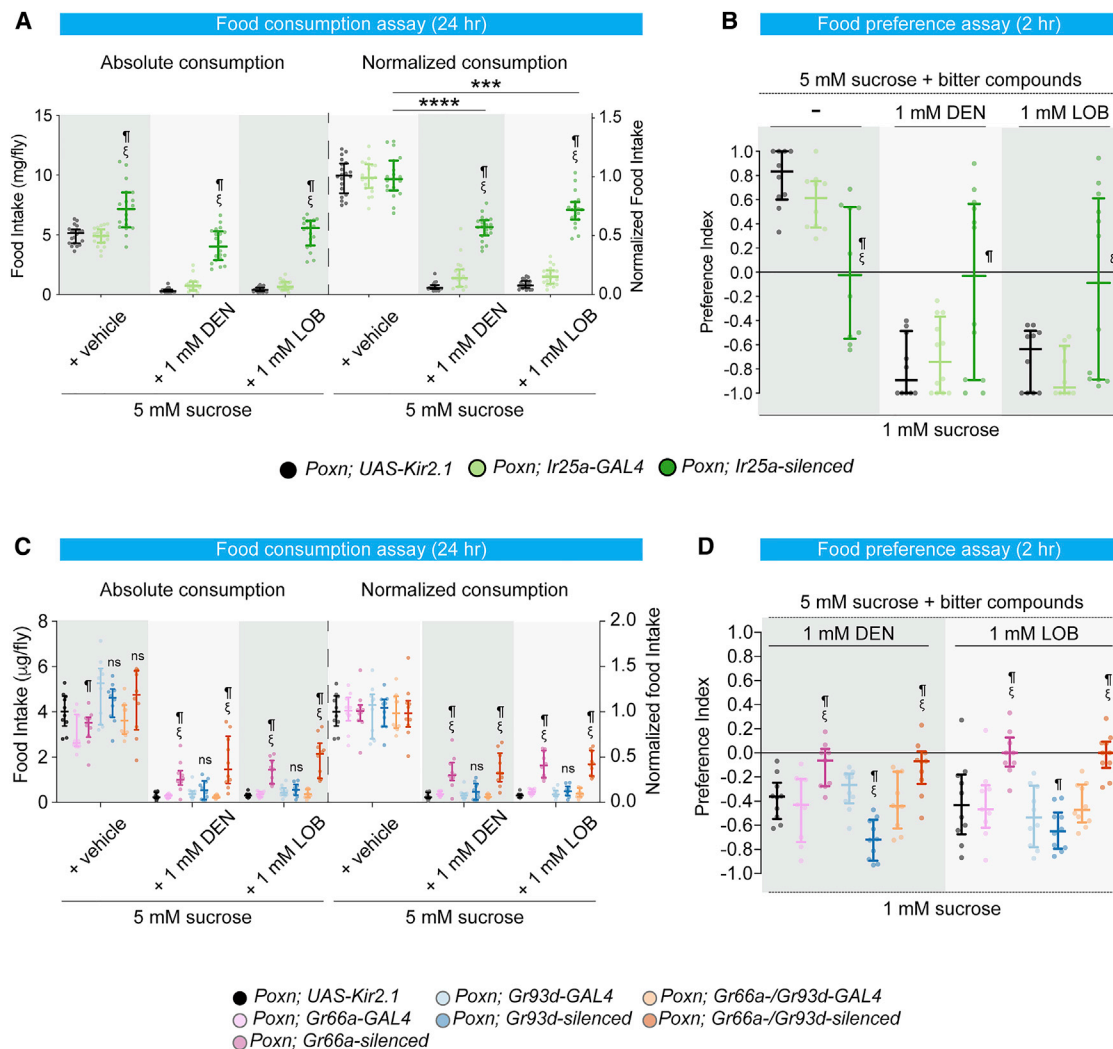 A
Food consumption assay (24 hr)
Absolute consumption
Normalized consumption
***
****
Food Intake (mg/fly)
15
10
5
0
¶
ξ
¶
ξ
¶
ξ
¶
ξ
¶
ξ
1.5
1.0
0.5
0.0
Normalized Food Intake
+ vehicle
+ 1 mM DEN
+ 1 mM LOB
+ vehicle
+ 1 mM DEN
+ 1 mM LOB
5 mM sucrose
5 mM sucrose
B
Food preference assay (2 hr)
5 mM sucrose + bitter compounds
–
1 mM DEN
1 mM LOB
Preference Index
1.0
0.8
0.6
0.4
0.2
0.0
-0.2
-0.4
-0.6
-0.8
-1.0
¶
ξ
¶
ξ
1 mM sucrose
Poxn; UAS-Kir2.1
Poxn; Ir25a-GAL4
Poxn; Ir25a-silenced
C
Food consumption assay (24 hr)
Absolute consumption
Normalized consumption
Food Intake (µg/fly)
8
6
4
2
0
¶
ns
ns
¶
ξ
ns
¶
ξ
¶
ξ
ns
¶
ξ
¶
ξ
ns
¶
ξ
¶
ξ
ns
¶
ξ
2.0
1.5
1.0
0.5
0.0
Normalized food Intake
+ vehicle
+ 1 mM DEN
+ 1 mM LOB
+ vehicle
+ 1 mM DEN
+ 1 mM LOB
5 mM sucrose
5 mM sucrose
D
Food preference assay (2 hr)
5 mM sucrose + bitter compounds
1 mM DEN
1 mM LOB
Preference Index
1.0
0.8
0.6
0.4
0.2
0.0
-0.2
-0.4
-0.6
-0.8
-1.0
¶
ξ
¶
ξ
¶
ξ
¶
ξ
¶
¶
ξ
1 mM sucrose
Poxn; UAS-Kir2.1
Poxn; Gr93d-GAL4
Poxn; Gr66a-/Gr93d-GAL4
Poxn; Gr66a-GAL4
Poxn; Gr93d-silenced
Poxn; Gr66a-/Gr93d-silenced
Poxn; Gr66a-silenced